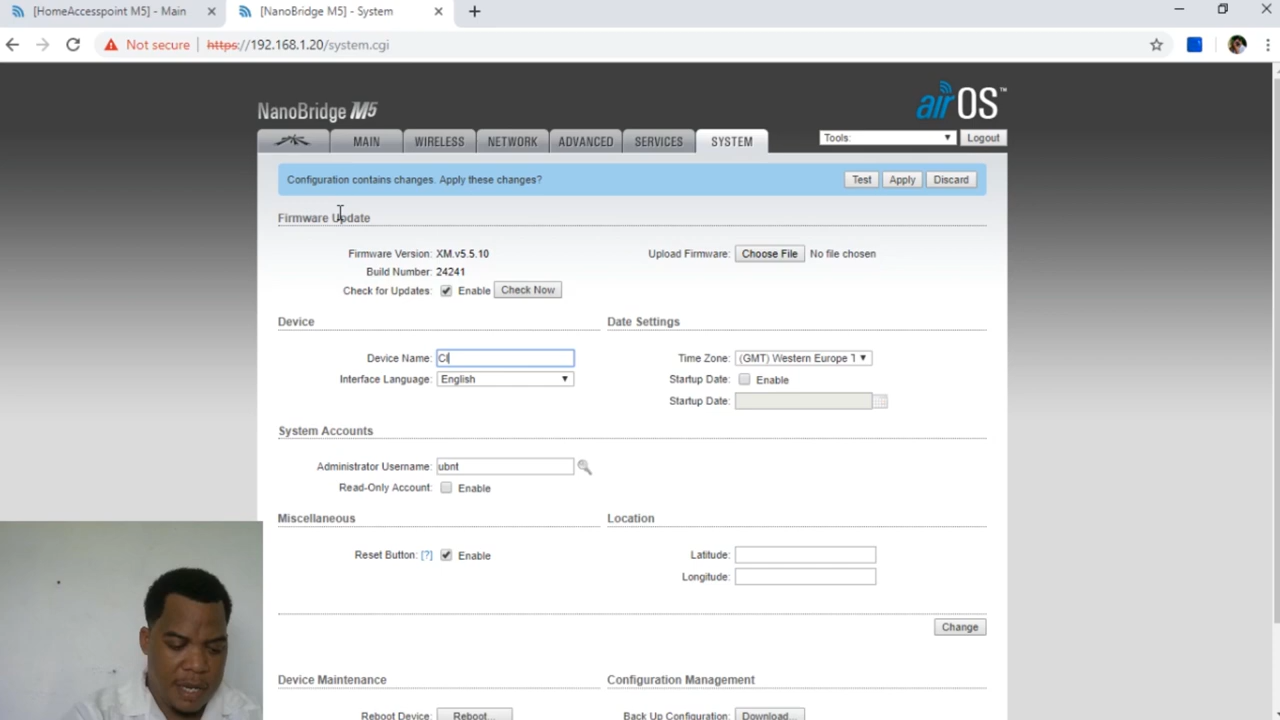 [HomeAccesspoint M5] - Main
[NanoBridge M5] - System
Not secure
https://192.168.1.20/system.cgi
NanoBridge M5
airOS™
MAIN
WIRELESS
NETWORK
ADVANCED
SERVICES
SYSTEM
Tools:
Logout
Configuration contains changes. Apply these changes?
Test
Apply
Discard
Firmware Update
Firmware Version: XM.v5.5.10
Upload Firmware: Choose File No file chosen
Build Number: 24241
Check for Updates: Enable Check Now
Device
Date Settings
Device Name: Cl
Time Zone: (GMT) Western Europe T
Interface Language: English
Startup Date: Enable
Startup Date:
System Accounts
Administrator Username: ubnt
Read-Only Account: Enable
Miscellaneous
Location
Reset Button: [?] Enable
Latitude:
Longitude:
Change
Device Maintenance
Configuration Management
Reboot Device: Reboot...
Back Up Configuration: Download...